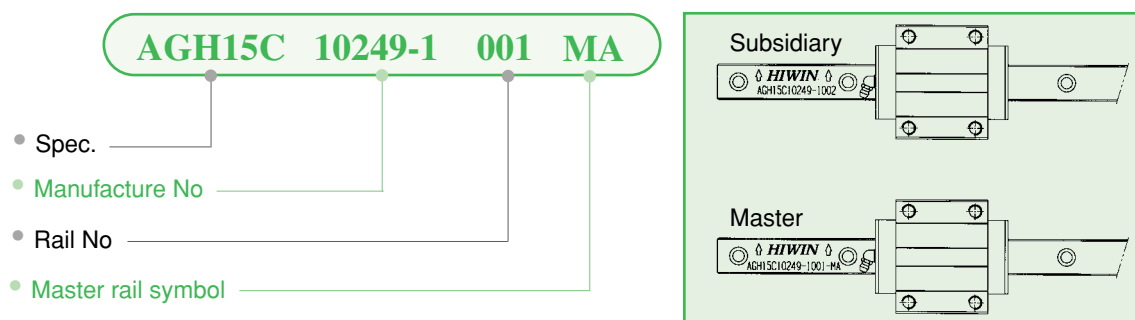 AGH15C 10249-1 001 MA
Spec.
Manufacture No
Rail No
Master rail symbol
Subsidiary
⇧ HIWIN ⇧
AGH15C10249-1002
Master
⇧ HIWIN ⇧
AGH15C10249-1001-MA